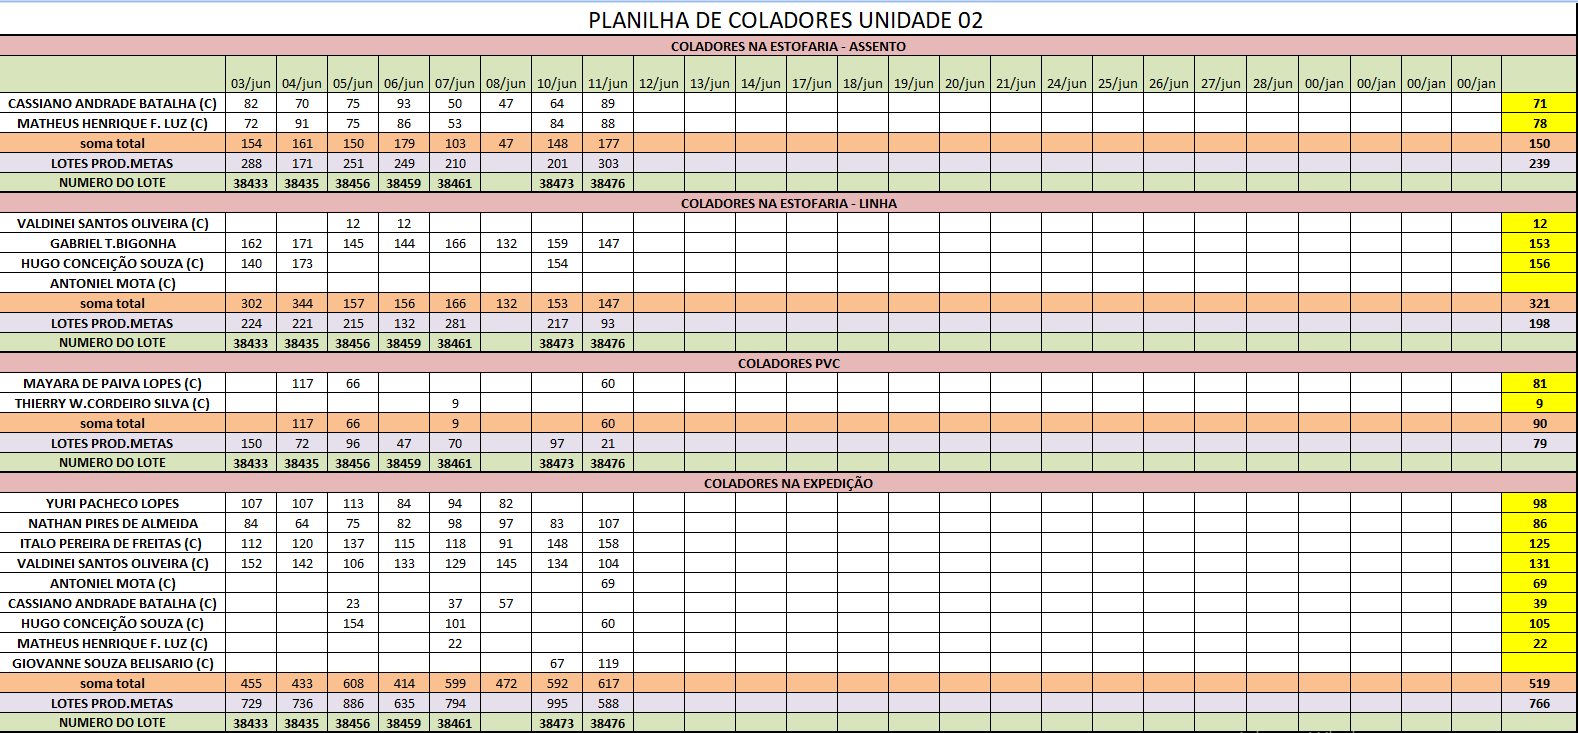 PLANILHA DE COLADORES UNIDADE 02
COLADORES NA ESTOFARIA - ASSENTO
03/jun 04/jun 05/jun 06/jun 07/jun 08/jun 10/jun 11/jun 12/jun 13/jun 14/jun 17/jun 18/jun 19/jun 20/jun 21/jun 24/jun 25/jun 26/jun 27/jun 28/jun 00/jan 00/jan 00/jan 00/jan
CASSIANO ANDRADE BATALHA (C) 82 70 75 93 50 47 64 89 71
MATHEUS HENRIQUE F. LUZ (C) 72 91 75 86 53 84 88 78
soma total 154 161 150 179 103 47 148 177 150
LOTES PROD.METAS 288 171 251 249 210 201 303 239
NUMERO DO LOTE 38433 38435 38456 38459 38461 38473 38476
COLADORES NA ESTOFARIA - LINHA
VALDINEI SANTOS OLIVEIRA (C) 12 12 12
GABRIEL T.BIGONHA 162 171 145 144 166 132 159 147 153
HUGO CONCEIÇÃO SOUZA (C) 140 173 154 156
ANTONIEL MOTA (C)
soma total 302 344 157 156 166 132 153 147 321
LOTES PROD.METAS 224 221 215 132 281 217 93 198
NUMERO DO LOTE 38433 38435 38456 38459 38461 38473 38476
COLADORES PVC
MAYARA DE PAIVA LOPES (C) 117 66 60 81
THIERRY W.CORDEIRO SILVA (C) 9 9
soma total 117 66 9 60 90
LOTES PROD.METAS 150 72 96 47 70 97 21 79
NUMERO DO LOTE 38433 38435 38456 38459 38461 38473 38476
COLADORES NA EXPEDIÇÃO
YURI PACHECO LOPES 107 107 113 84 94 82 98
NATHAN PIRES DE ALMEIDA 84 64 75 82 98 97 83 107 86
ITALO PEREIRA DE FREITAS (C) 112 120 137 115 118 91 148 158 125
VALDINEI SANTOS OLIVEIRA (C) 152 142 106 133 129 145 134 104 131
ANTONIEL MOTA (C) 69 69
CASSIANO ANDRADE BATALHA (C) 23 37 57 39
HUGO CONCEIÇÃO SOUZA (C) 154 101 60 105
MATHEUS HENRIQUE F. LUZ (C) 22 22
GIOVANNE SOUZA BELISARIO (C) 67 119
soma total 455 433 608 414 599 472 592 617 519
LOTES PROD.METAS 729 736 886 635 794 995 588 766
NUMERO DO LOTE 38433 38435 38456 38459 38461 38473 38476